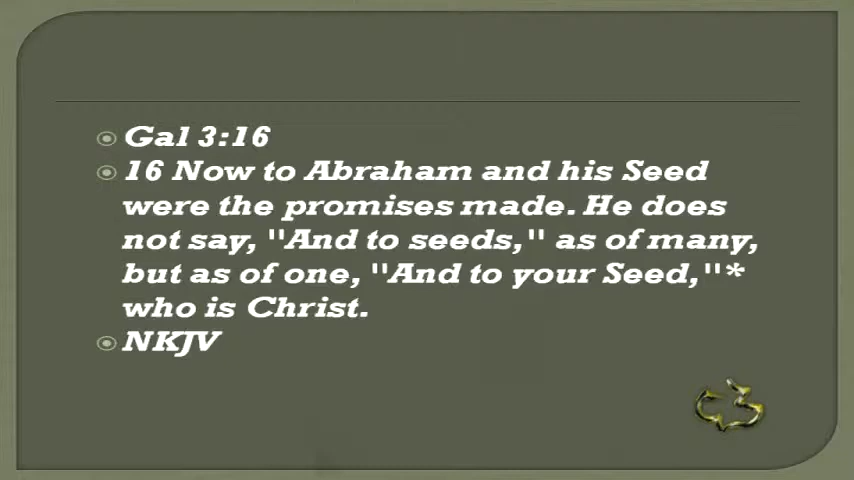 Gal 3:16
16 Now to Abraham and his Seed
were the promises made. He does
not say, "And to seeds," as of many,
but as of one, "And to your Seed,"*
who is Christ.
NKJV
C3